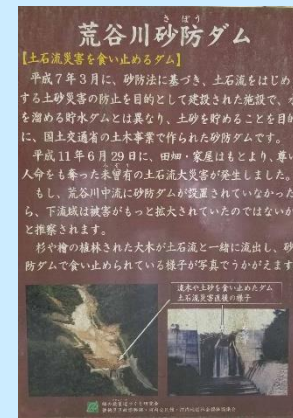 さぼう
荒谷川砂防ダム
【土石流災害を食い止めるダム】
平成7年3月に、砂防法に基づき、土石流をはじめ
する土砂災害の防止を目的として建設された施設で、
を溜める貯水ダムとは異なり、土砂を貯めることを目的
に、国土交通省の土木事業で作られた砂防ダムです。
平成11年6月29日に、田畑・家屋はもとより、尊い
人命をも奪った未曽有の土石流大災害が発生しました。
もし、荒谷川中流に砂防ダムが設置されていなかった
ら、下流域は被害がもっと拡大されていたのではないか
と推察されます。
杉や檜の植林された大木が土石流と一緒に流出し、砂
防ダムで食い止められている様子が写真でうかがえます
流木や土砂を食い止めたダム
土石流災害直後の様子